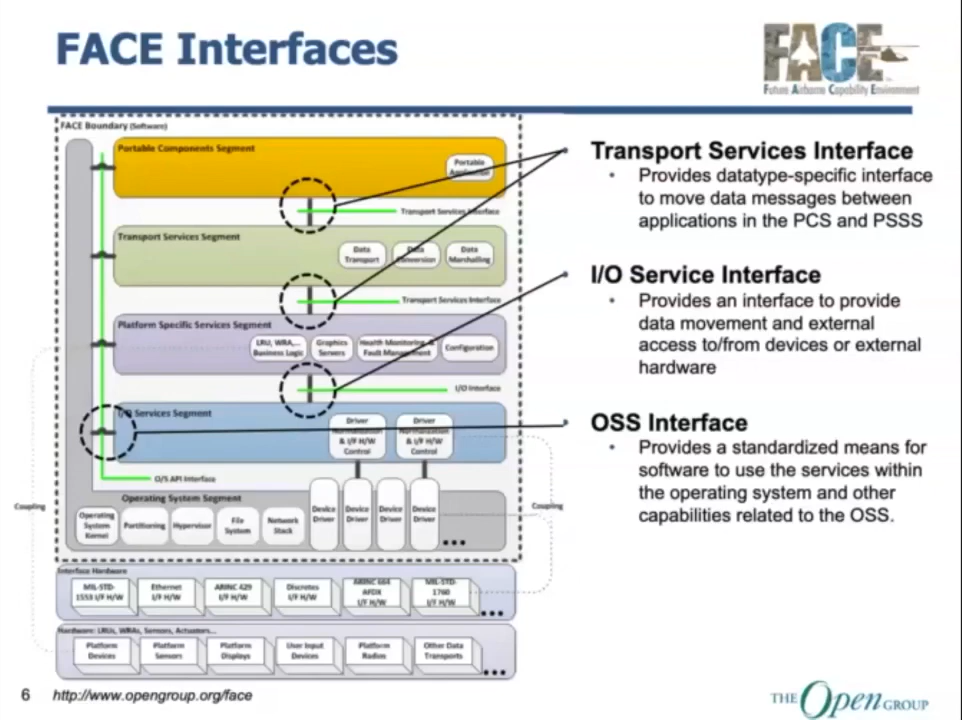 FACE Interfaces
FACE
Future Airborne Capability Environment
FACE Boundary (Software)
Portable Components Segment
Portable
Transport Services Interface
Transport Services Segment
Data
Transport
Data
Conversion
Data
Marshalling
Transport Services Interface
Platform Specific Services Segment
LRU, WRA,...
Business Logic
Graphics
Servers
Health Monitoring &
Fault Management
Configuration
I/O Interface
I/O Services Segment
Driver
Normalization
& I/F H/W
Control
Driver
Normalization
& I/F H/W
Control
O/S API Interface
Coupling
Coupling
Operating System Segment
Operating
System
Kernel
Partitioning
Hypervisor
File
System
Network
Stack
Device
Driver
Device
Driver
Device
Driver
Device
Driver
Interface Hardware
MIL-STD-
1553 I/F H/W
Ethernet
I/F H/W
ARINC 429
I/F H/W
Discretes
I/F H/W
ARINC 664
AFDX
I/F H/W
MIL-STD-
1760
I/F H/W
Hardware: LRUs, WRAs, Sensors, Actuators...
Platform
Devices
Platform
Sensors
Platform
Displays
User Input
Devices
Platform
Radios
Other Data
Transports
Transport Services Interface
• Provides datatype-specific interface
to move data messages between
applications in the PCS and PSSS
I/O Service Interface
• Provides an interface to provide
data movement and external
access to/from devices or external
hardware
OSS Interface
• Provides a standardized means for
software to use the services within
the operating system and other
capabilities related to the OSS.
6 http://www.opengroup.org/face
THE Open GROUP